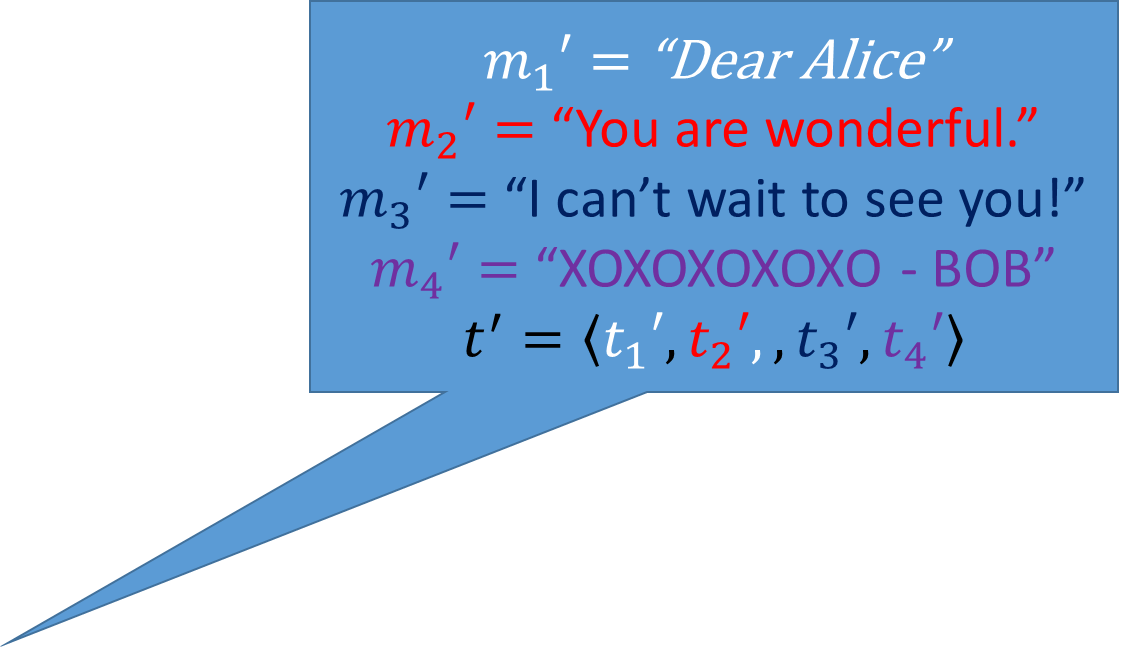 m₁′ = “Dear Alice”
m₂′ = “You are wonderful.”
m₃′ = “I can’t wait to see you!”
m₄′ = “XOXOXOXOXO - BOB”
t′ = ⟨t₁′, t₂′, , t₃′, t₄′⟩